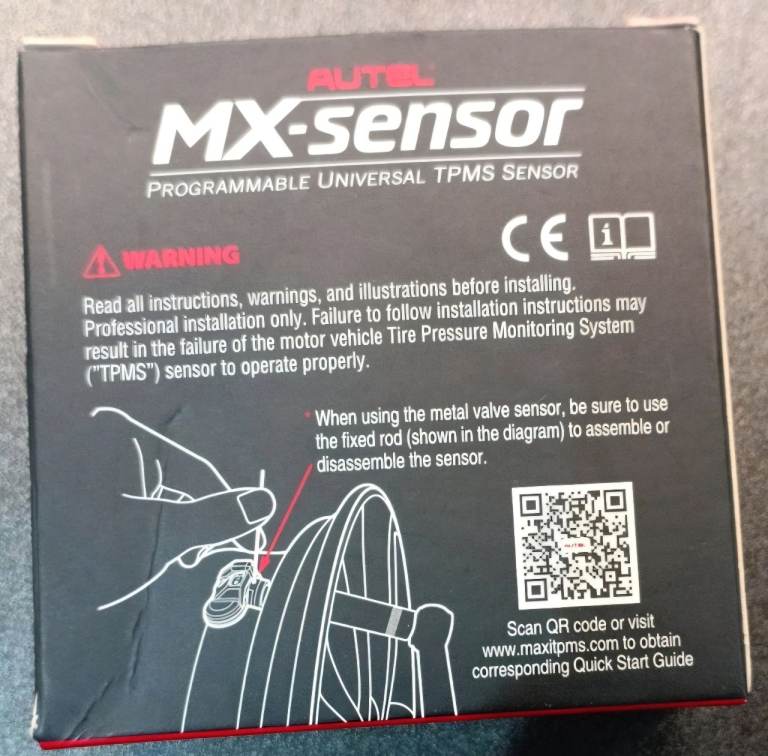 AUTEL
MX-sensor
PROGRAMMABLE UNIVERSAL TPMS SENSOR
CE
i
WARNING
Read all instructions, warnings, and illustrations before installing.
Professional installation only. Failure to follow installation instructions may
result in the failure of the motor vehicle Tire Pressure Monitoring System
("TPMS") sensor to operate properly.
* When using the metal valve sensor, be sure to use
the fixed rod (shown in the diagram) to assemble or
disassemble the sensor.
AUTEL
Scan QR code or visit
www.maxitpms.com to obtain
corresponding Quick Start Guide